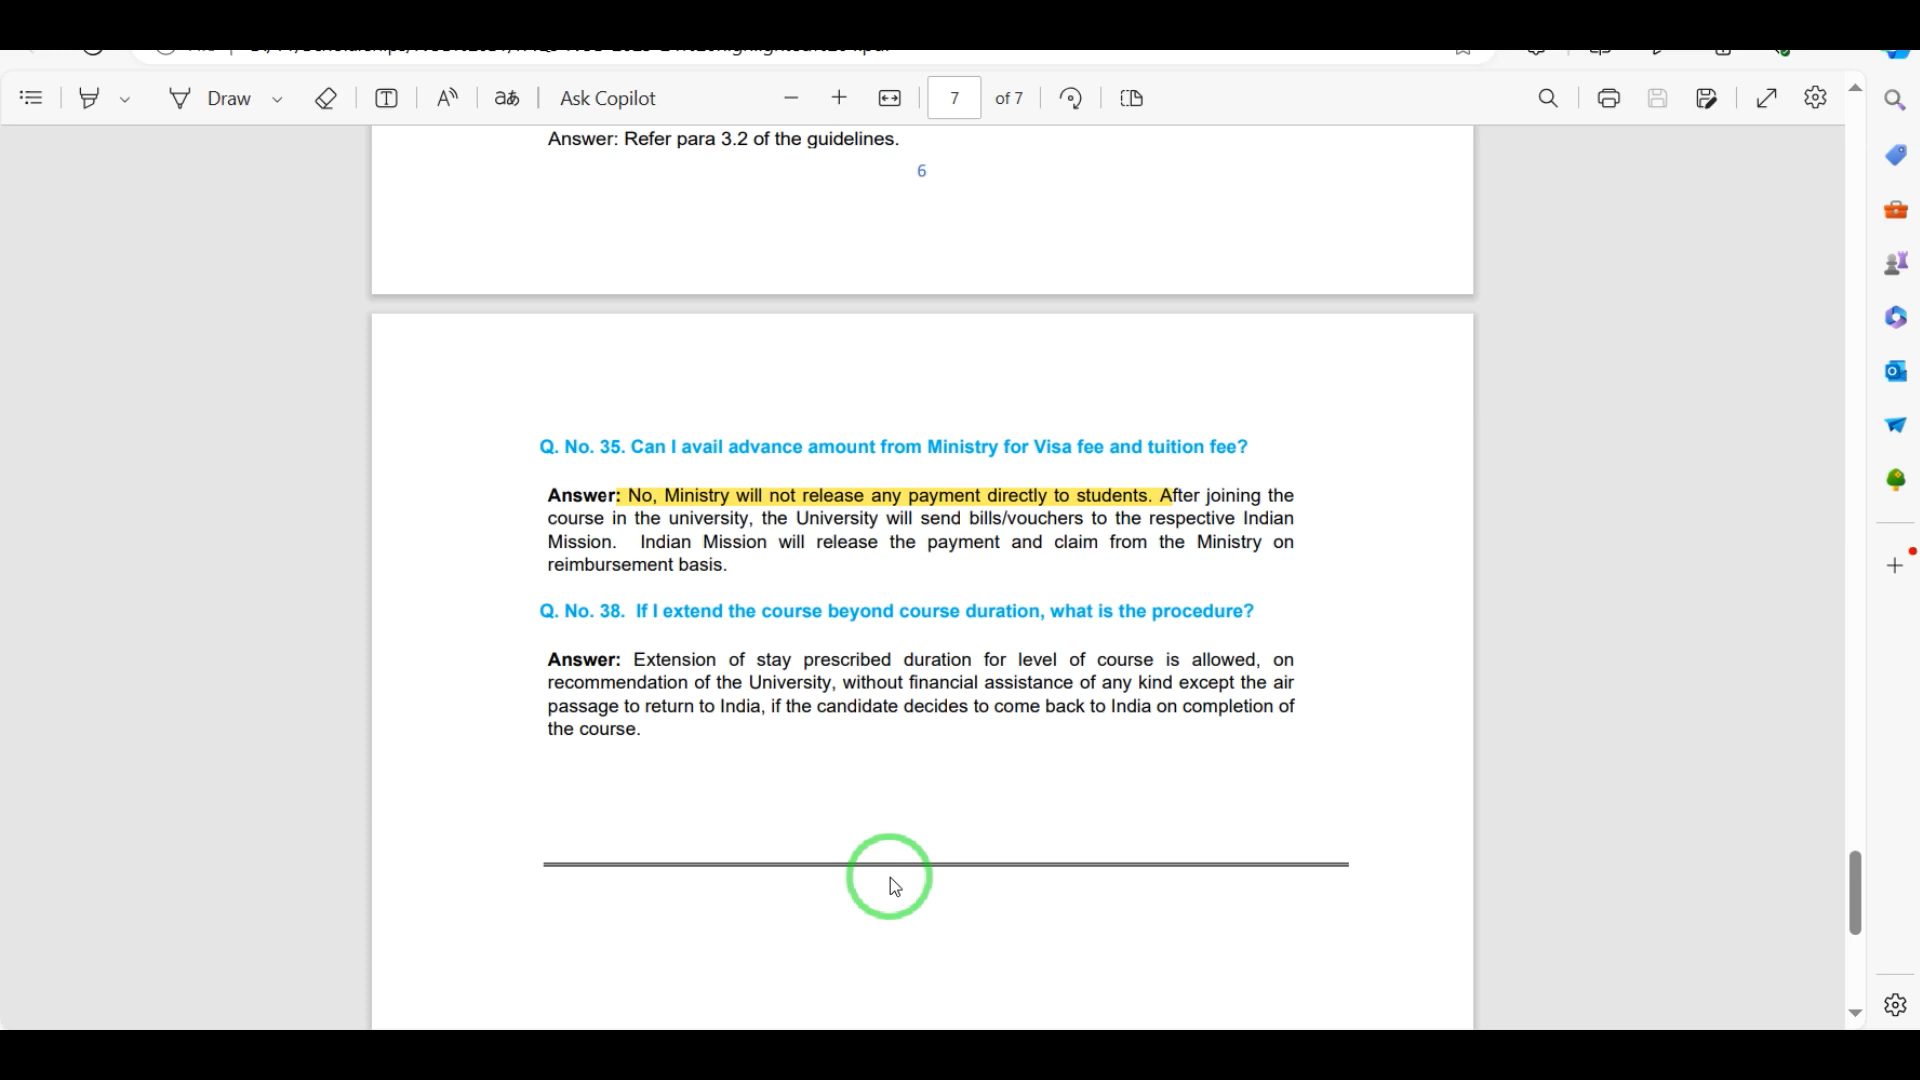 Draw
Ask Copilot
7
of 7
Answer: Refer para 3.2 of the guidelines.
6
Q. No. 35. Can I avail advance amount from Ministry for Visa fee and tuition fee?
Answer: No, Ministry will not release any payment directly to students. After joining the
course in the university, the University will send bills/vouchers to the respective Indian
Mission. Indian Mission will release the payment and claim from the Ministry on
reimbursement basis.
Q. No. 38. If I extend the course beyond course duration, what is the procedure?
Answer: Extension of stay prescribed duration for level of course is allowed, on
recommendation of the University, without financial assistance of any kind except the air
passage to return to India, if the candidate decides to come back to India on completion of
the course.